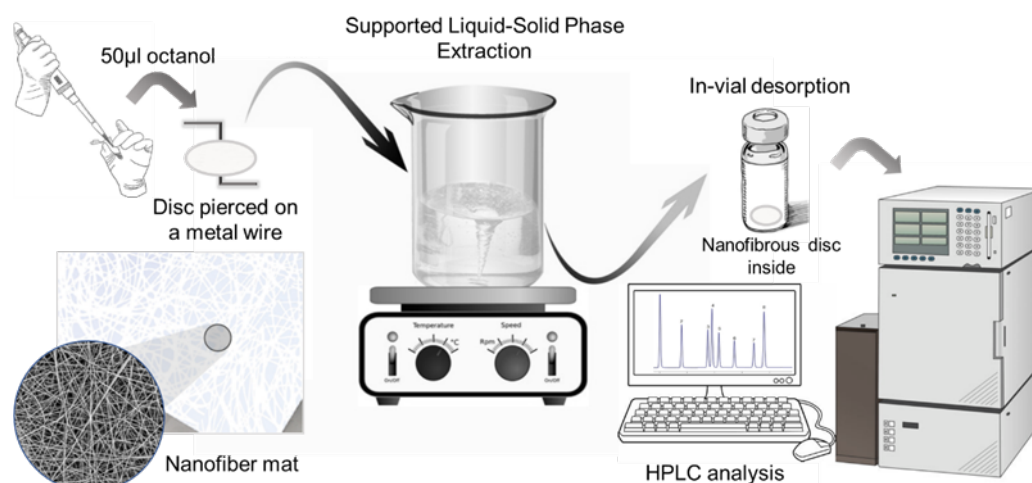 Supported Liquid-Solid Phase
Extraction
50µl octanol
In-vial desorption
Disc pierced on
a metal wire
Nanofibrous disc
inside
Temperature
°C
On/Off
Speed
Rpm
On/Off
Nanofiber mat
HPLC analysis